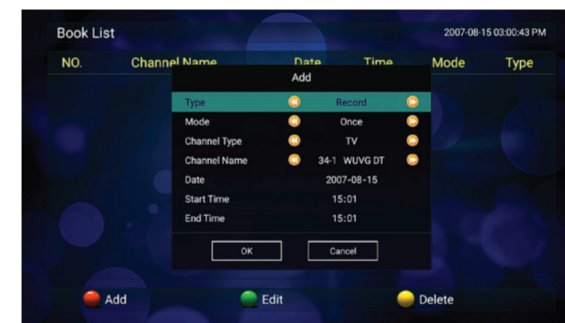 Book List 2007-08-15 03:00:43 PM
NO. Channel Name Date Time Mode Type
Add
Type Record
Mode Once
Channel Type TV
Channel Name 34-1 WUVG DT
Date 2007-08-15
Start Time 15:01
End Time 15:01
OK Cancel
Add Edit Delete